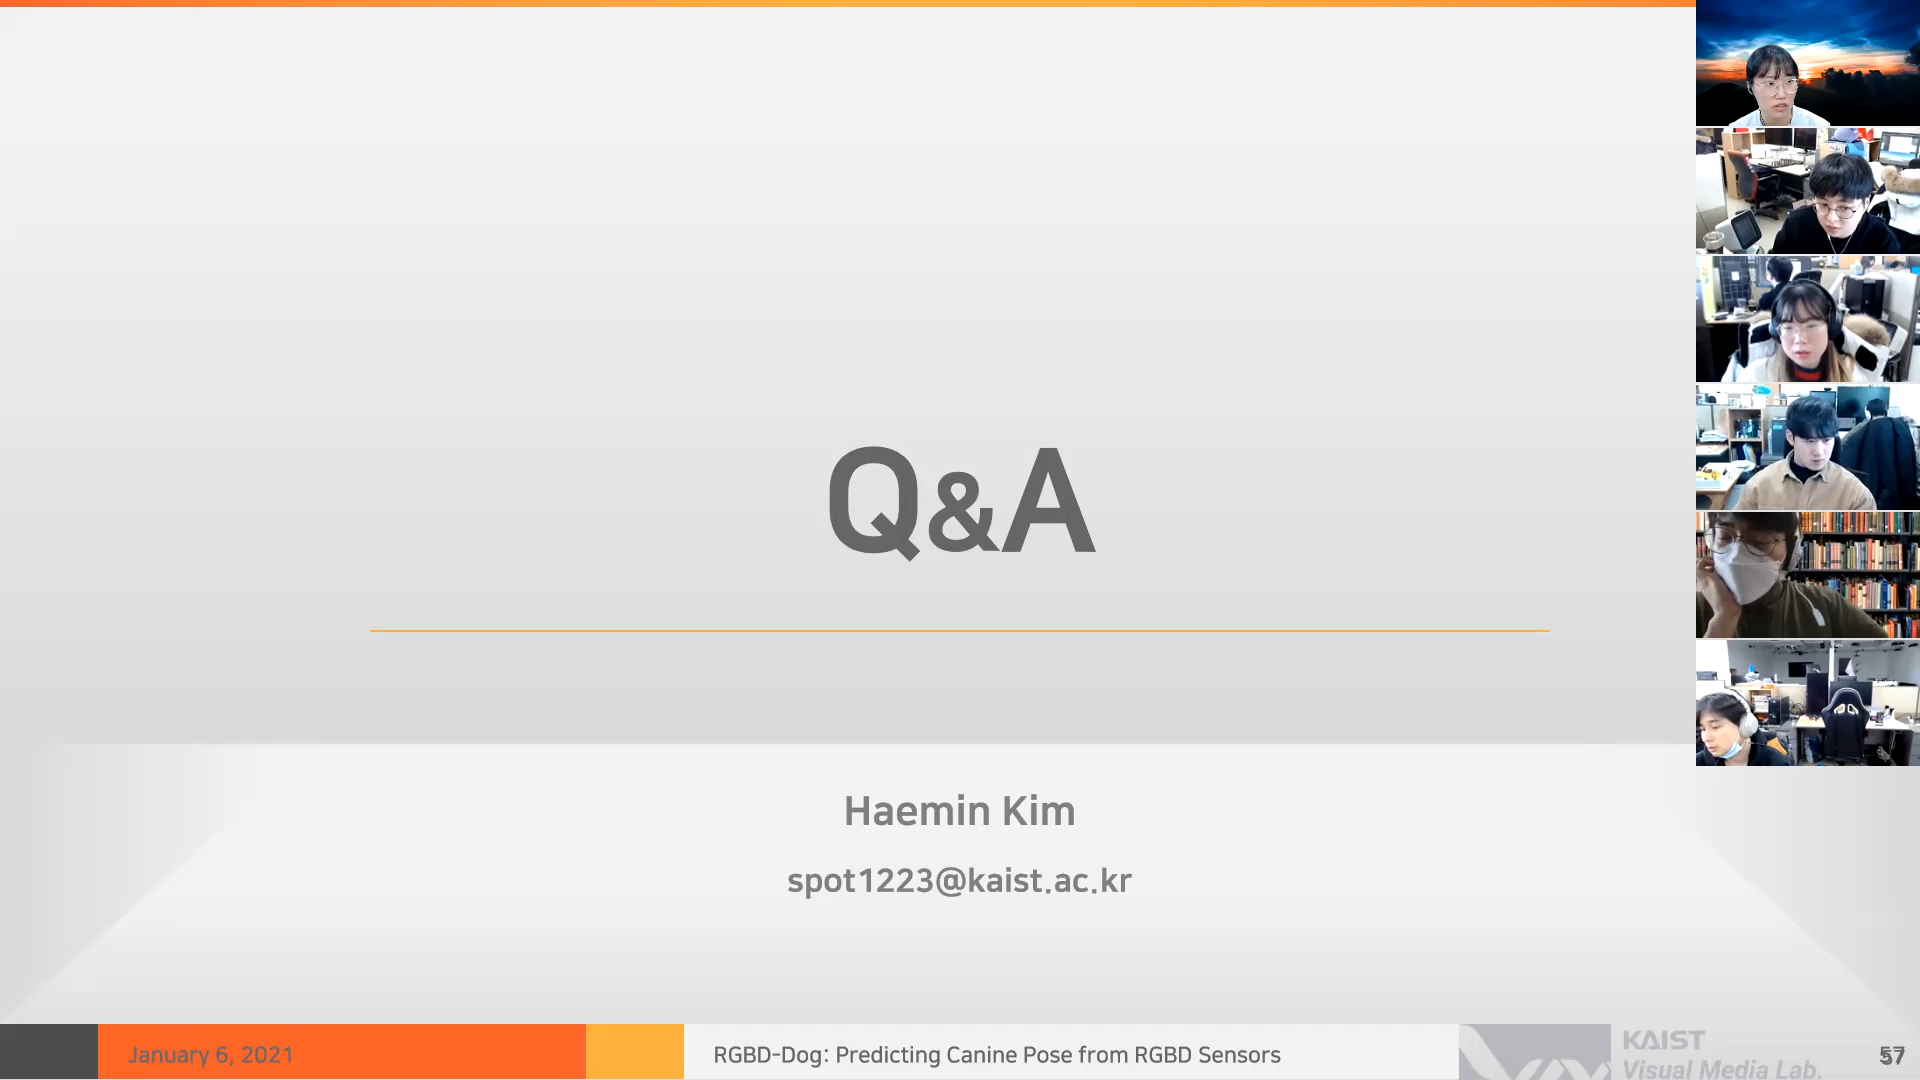 Q&A
Haemin Kim
spot1223@kaist.ac.kr
January 6, 2021
RGBD-Dog: Predicting Canine Pose from RGBD Sensors
KAIST
Visual Media Lab.
57